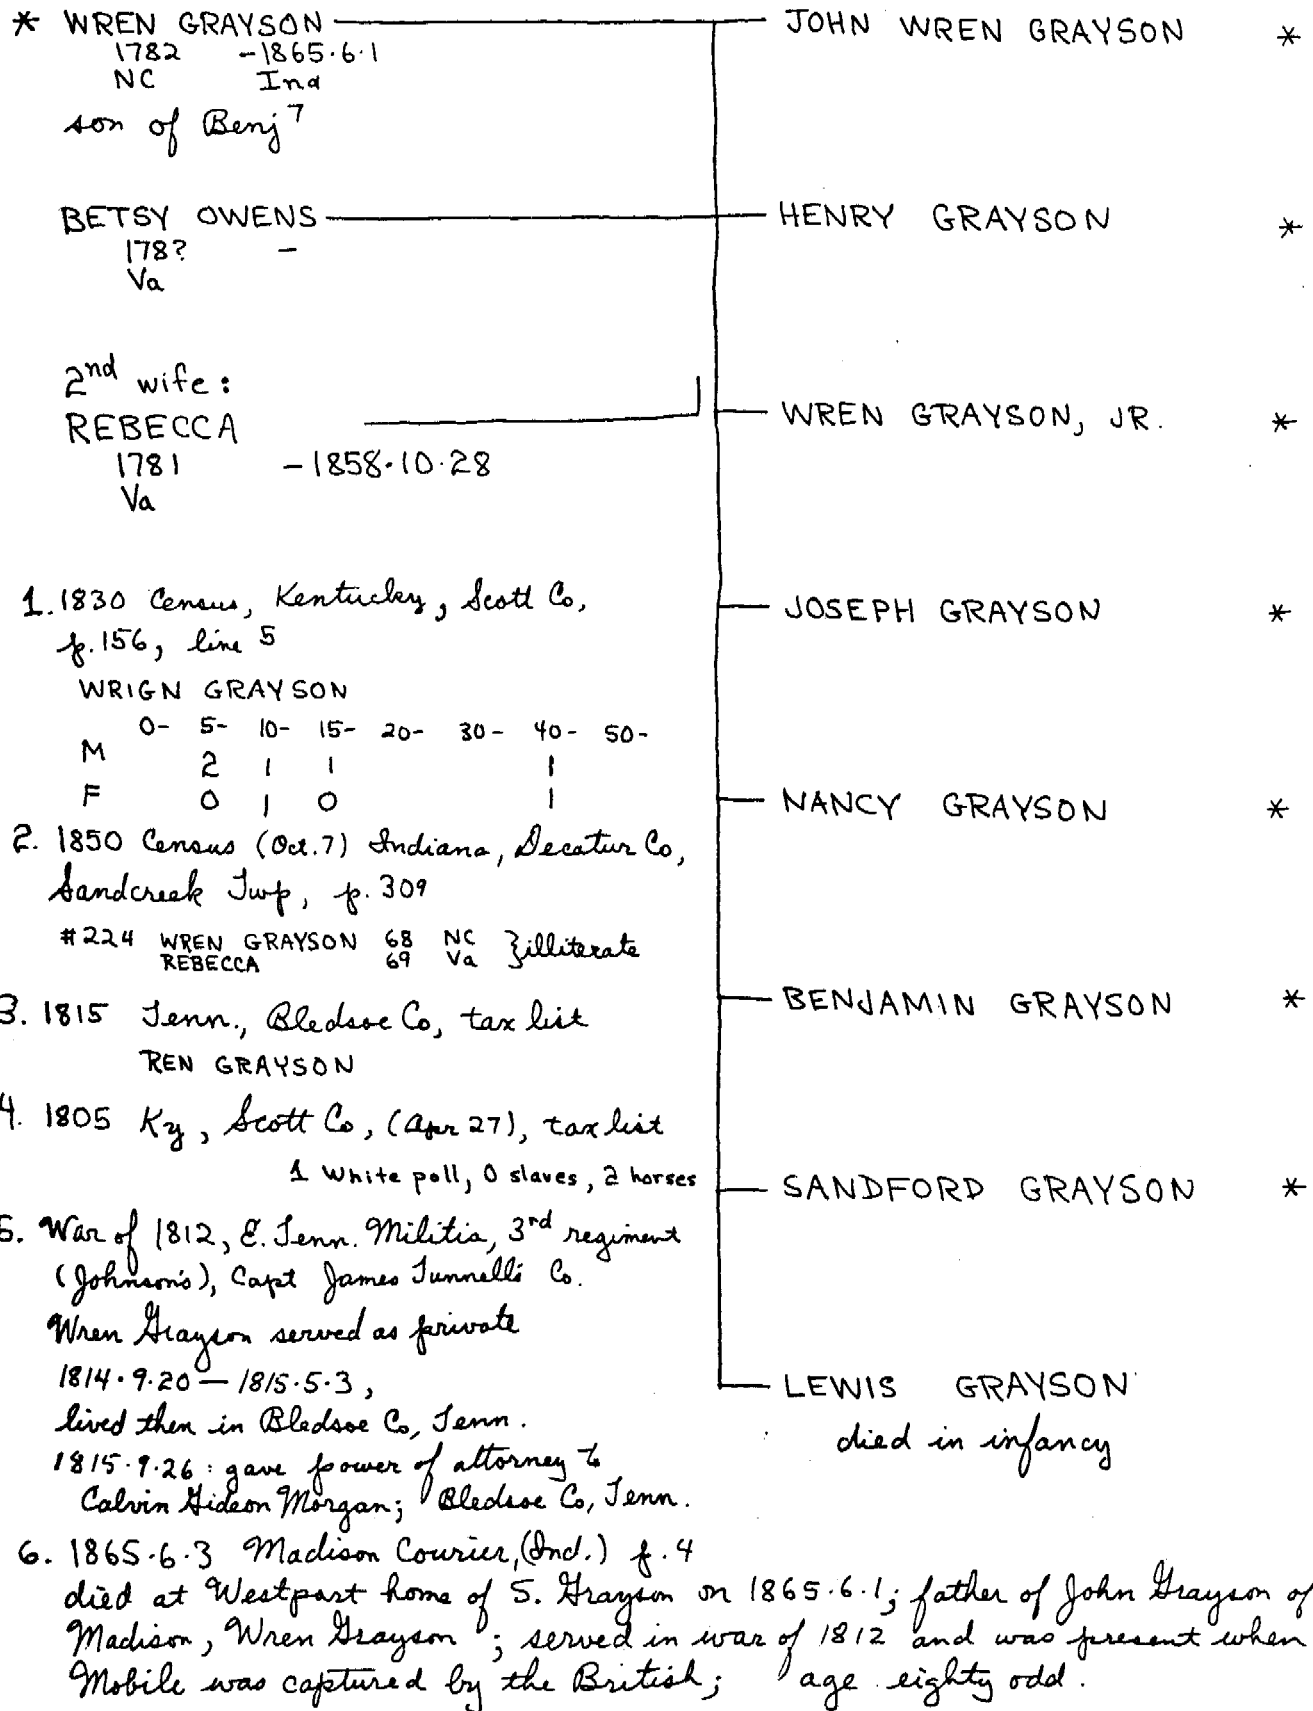 * WREN GRAYSON
1782 - 1865.6.1
NC Ind
son of Benj 7
BETSY OWENS
178? -
Va
2nd wife:
REBECCA
1781 - 1858.10.28
Va
JOHN WREN GRAYSON *
HENRY GRAYSON *
WREN GRAYSON, JR. *
JOSEPH GRAYSON *
NANCY GRAYSON *
BENJAMIN GRAYSON *
SANDFORD GRAYSON *
LEWIS GRAYSON
died in infancy
1. 1830 Census, Kentucky, Scott Co,
p. 156, line 5
WRIGN GRAYSON
0- 5- 10- 15- 20- 30- 40- 50-
M 2 1 1 1
F 0 1 0 1
2. 1850 Census (Oct. 7) Indiana, Decatur Co,
Sandcreek Twp, p. 309
#224 WREN GRAYSON 68 NC } illiterate
REBECCA 69 Va
3. 1815 Tenn., Bledsoe Co, tax list
REN GRAYSON
4. 1805 Ky, Scott Co, (Apr 27), tax list
1 White poll, 0 slaves, 2 horses
5. War of 1812, E. Tenn. Militia, 3rd regiment
(Johnson's), Capt James Tunnell's Co.
Wren Grayson served as private
1814.9.20 — 1815.5.3,
lived then in Bledsoe Co, Tenn.
1815.9.26: gave power of attorney to
Calvin Gideon Morgan; Bledsoe Co, Tenn.
6. 1865.6.3 Madison Courier, (Ind.) p. 4
died at Westport home of S. Grayson on 1865.6.1; father of John Grayson of
Madison, Wren Grayson; served in war of 1812 and was present when
Mobile was captured by the British; age eighty odd.